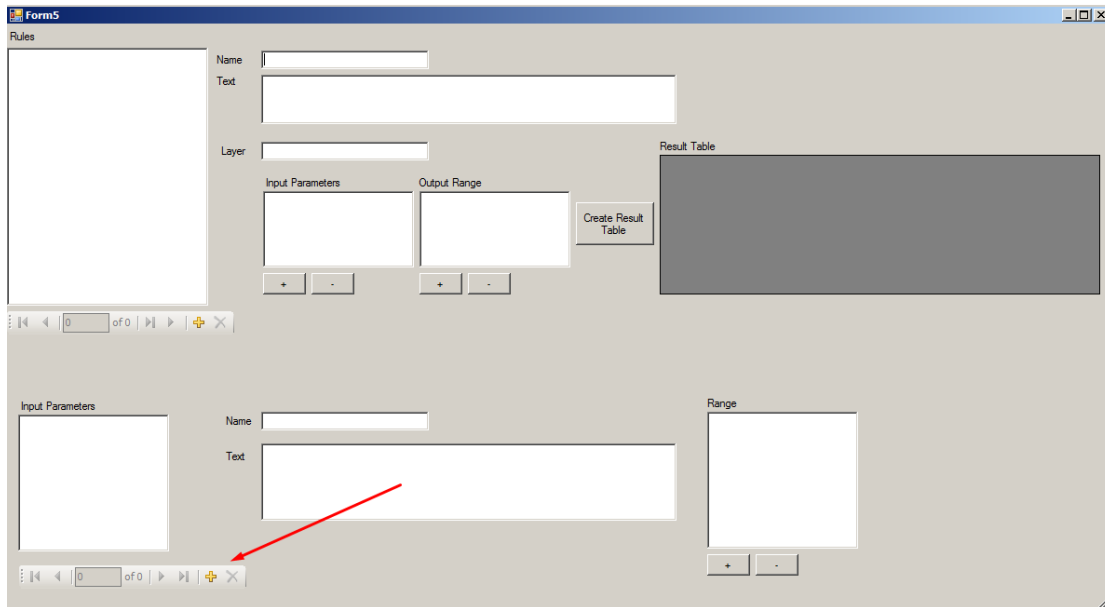 Form5
Rules
Name
Text
Layer
Result Table
Input Parameters
Output Range
Create Result
Table
+ -
+ -
0 of 0
Input Parameters
Name
Text
Range
0 of 0
+ -